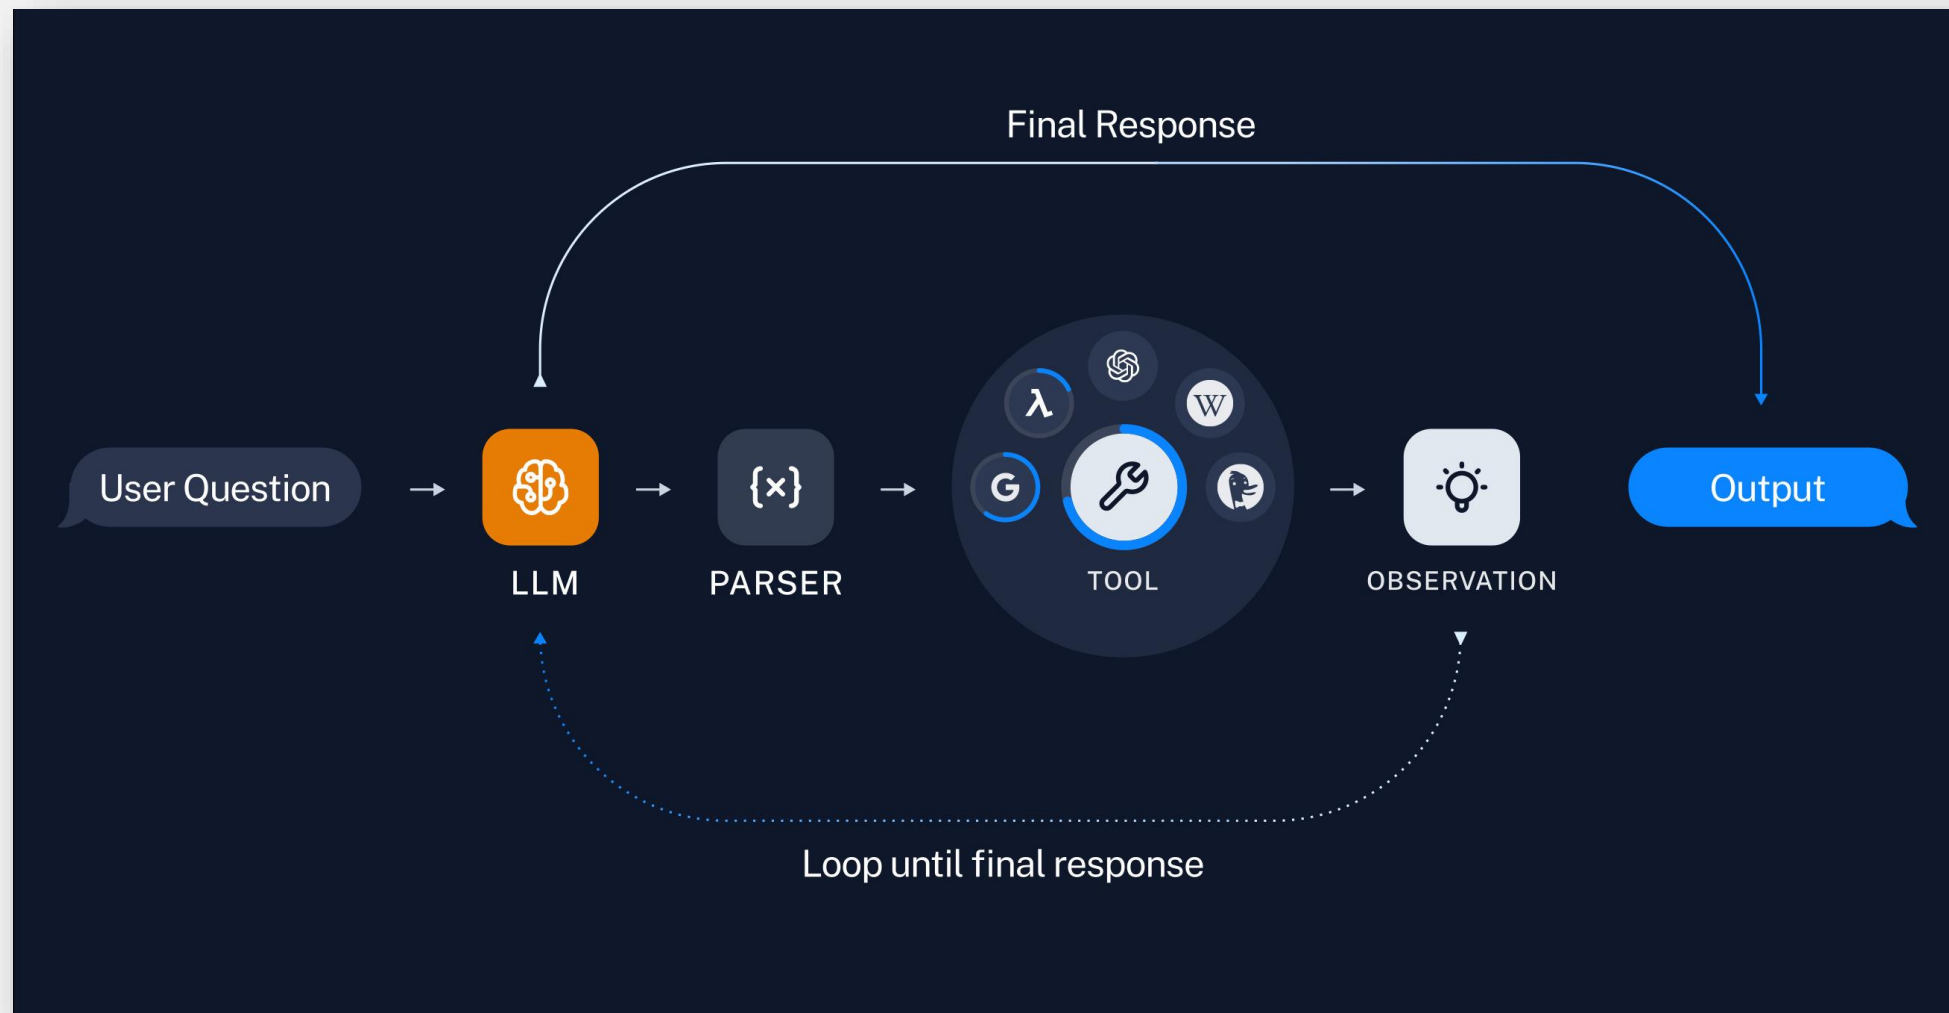 Final Response
User Question
LLM
{x}
PARSER
λ
G
W
TOOL
OBSERVATION
Output
Loop until final response